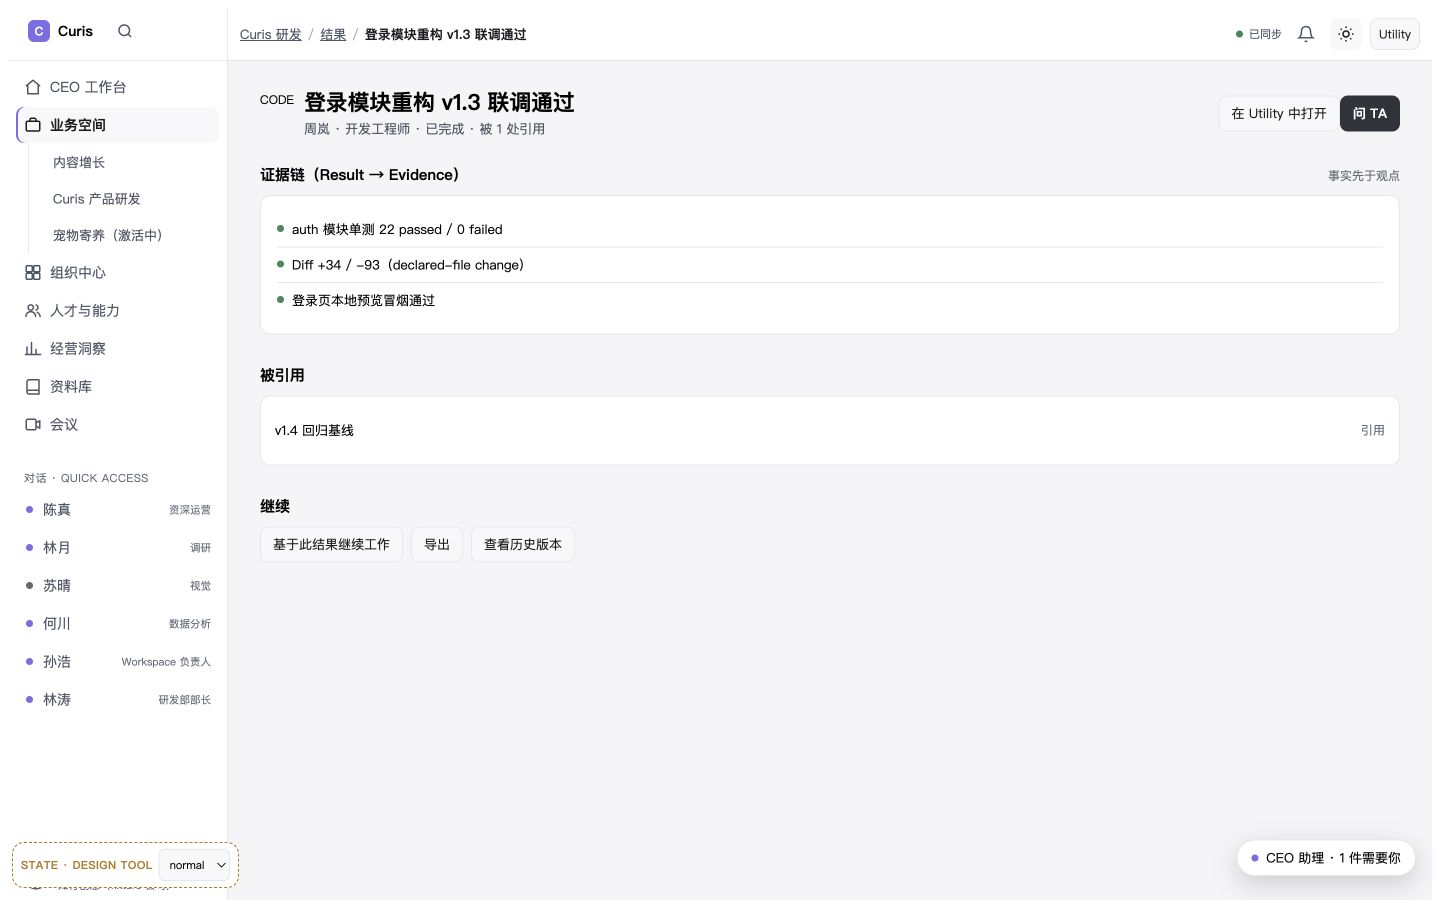 C Curis
Curis 研发 / 结果 / 登录模块重构 v1.3 联调通过
已同步
Utility
CEO 工作台
业务空间
内容增长
Curis 产品研发
宠物寄养（激活中）
组织中心
人才与能力
经营洞察
资料库
会议
对话 · QUICK ACCESS
陈真 资深运营
林月 调研
苏晴 视觉
何川 数据分析
孙浩 Workspace 负责人
林涛 研发部部长
STATE · DESIGN TOOL normal
CODE 登录模块重构 v1.3 联调通过
周岚 · 开发工程师 · 已完成 · 被 1 处引用
在 Utility 中打开
问 TA
证据链（Result → Evidence） 事实先于观点
auth 模块单测 22 passed / 0 failed
Diff +34 / −93（declared-file change）
登录页本地预览冒烟通过
被引用
v1.4 回归基线 引用
继续
基于此结果继续工作 导出 查看历史版本
CEO 助理 · 1 件需要你